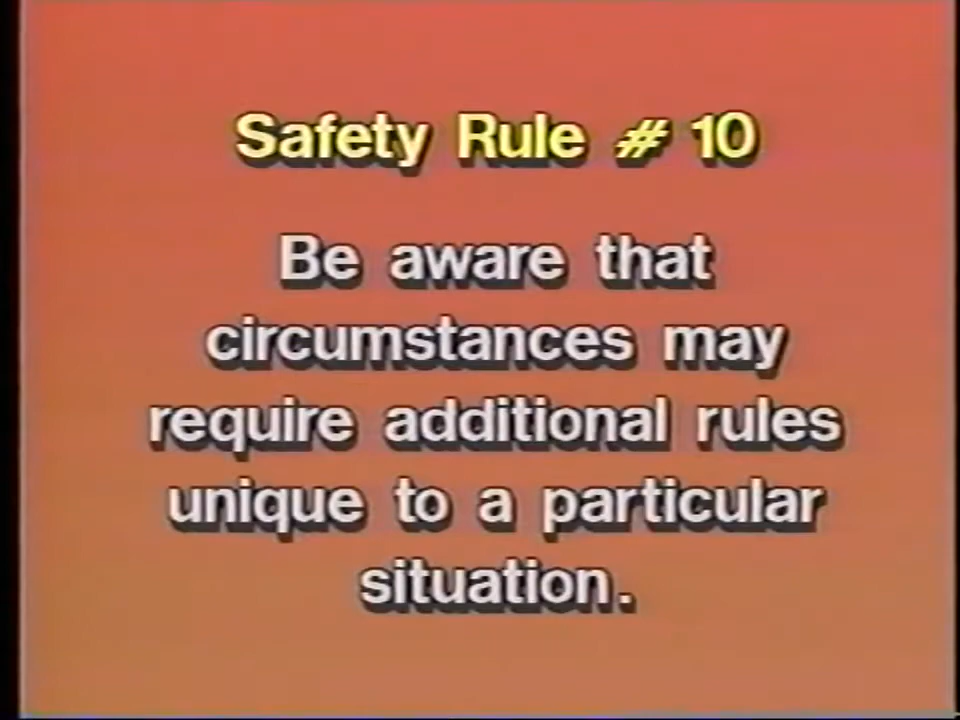 Safety Rule # 10
Be aware that
circumstances may
require additional rules
unique to a particular
situation.